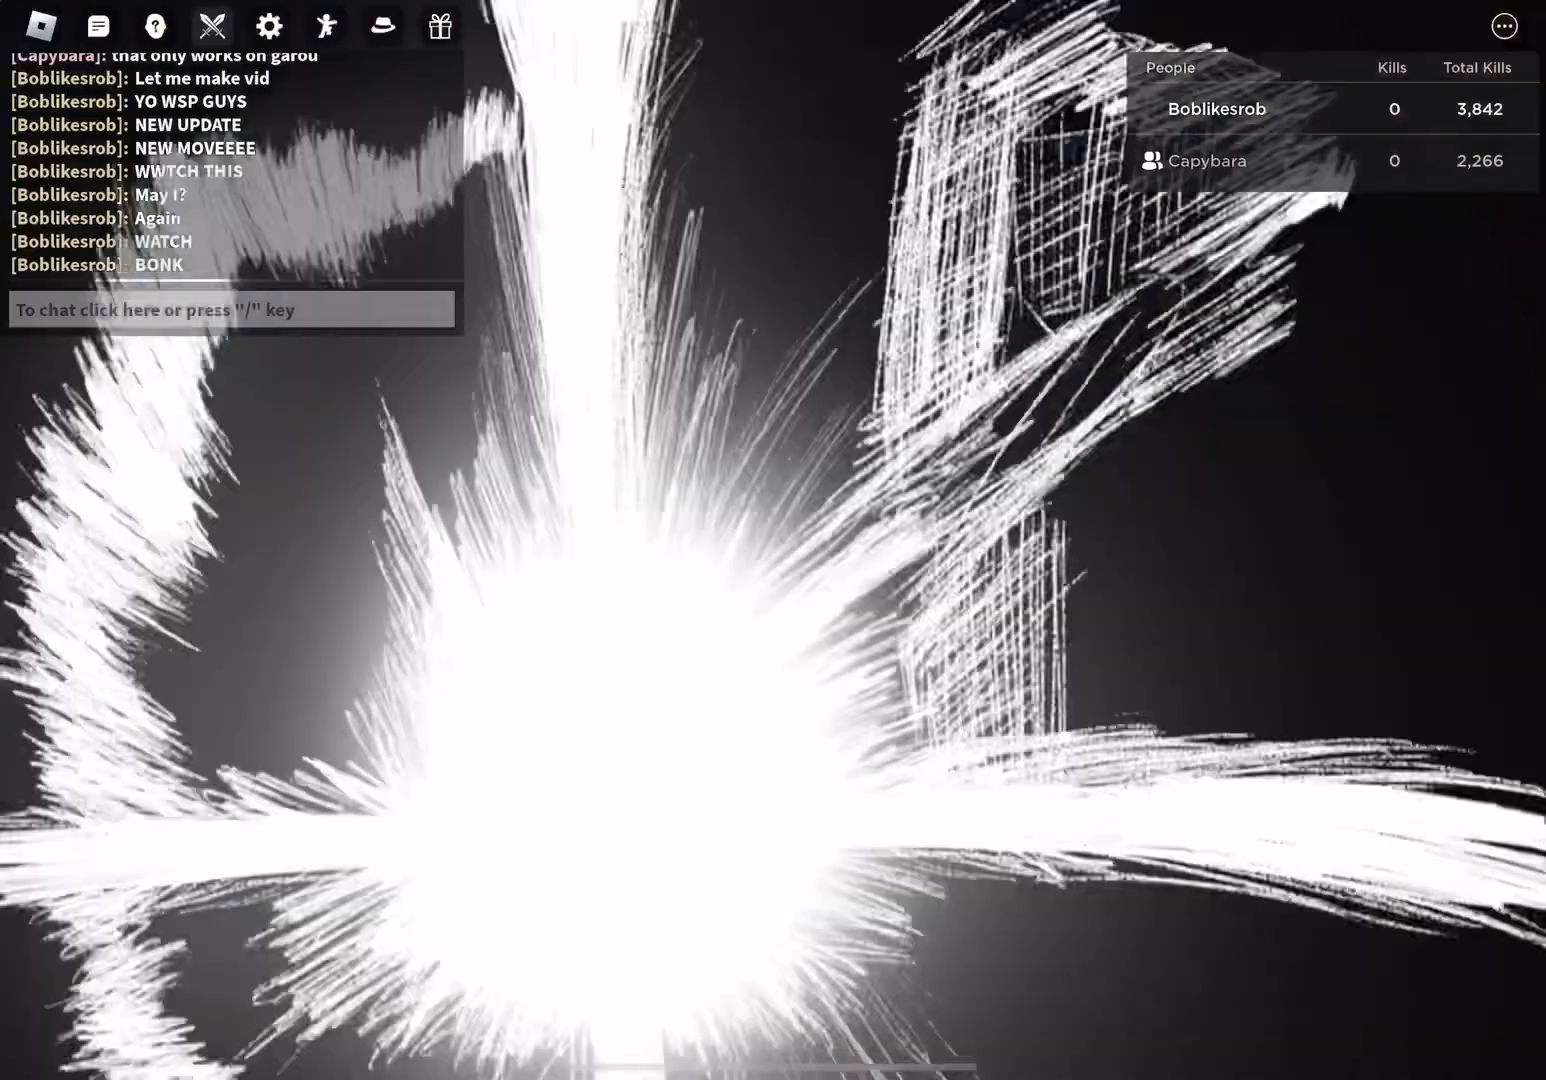 [Capybara]: that only works on garou
[Boblikesrob]: Let me make vid
[Boblikesrob]: YO WSP GUYS
[Boblikesrob]: NEW UPDATE
[Boblikesrob]: NEW MOVEEEE
[Boblikesrob]: WWTCH THIS
[Boblikesrob]: May I?
[Boblikesrob]: Again
[Boblikesrob]: WATCH
[Boblikesrob]: BONK
To chat click here or press "/" key
People Kills Total Kills
Boblikesrob 0 3,842
Capybara 0 2,266